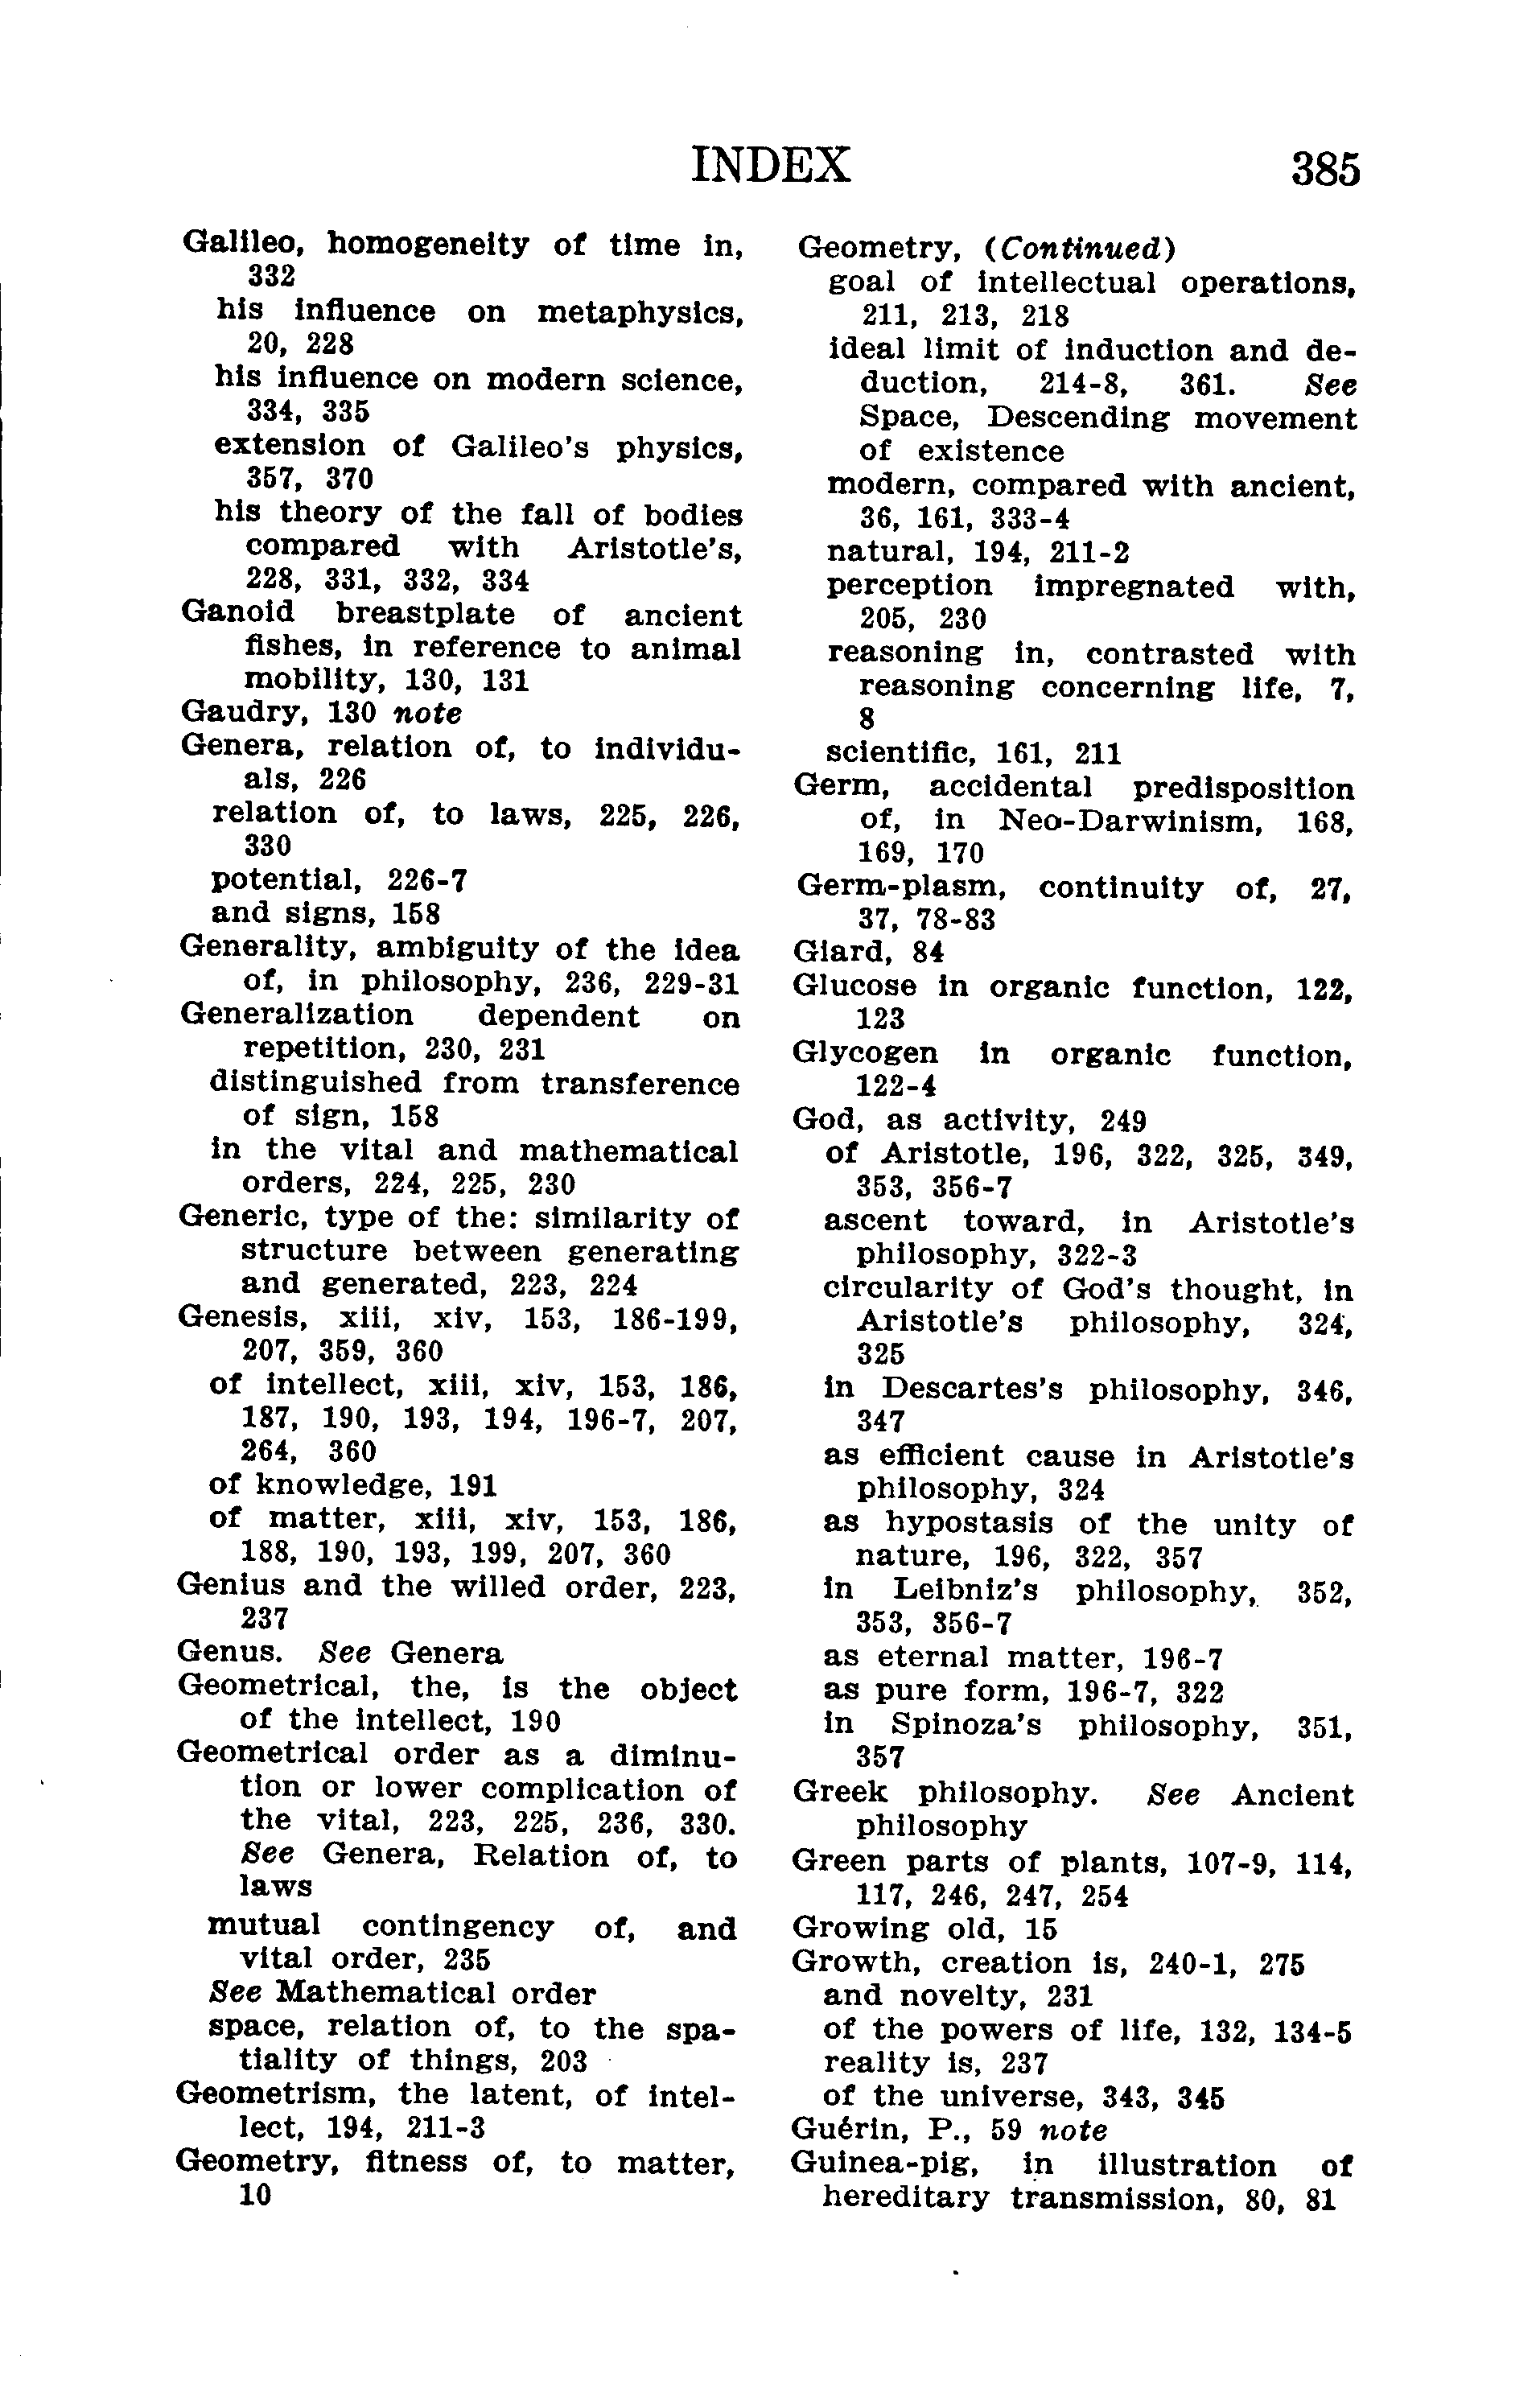 INDEX 385
Galileo, homogeneity of time in,
332
his influence on metaphysics,
20, 228
his influence on modern science,
334, 335
extension of Galileo's physics,
357, 370
his theory of the fall of bodies
compared with Aristotle's,
228, 331, 332, 334
Ganoid breastplate of ancient
fishes, in reference to animal
mobility, 130, 131
Gaudry, 130 note
Genera, relation of, to individu-
als, 226
relation of, to laws, 225, 226,
330
potential, 226-7
and signs, 158
Generality, ambiguity of the idea
of, in philosophy, 236, 229-31
Generalization dependent on
repetition, 230, 231
distinguished from transference
of sign, 158
in the vital and mathematical
orders, 224, 225, 230
Generic, type of the: similarity of
structure between generating
and generated, 223, 224
Genesis, xiii, xiv, 153, 186-199,
207, 359, 360
of intellect, xiii, xiv, 153, 186,
187, 190, 193, 194, 196-7, 207,
264, 360
of knowledge, 191
of matter, xiii, xiv, 153, 186,
188, 190, 193, 199, 207, 360
Genius and the willed order, 223,
237
Genus. See Genera
Geometrical, the, is the object
of the intellect, 190
Geometrical order as a diminu-
tion or lower complication of
the vital, 223, 225, 236, 330.
See Genera, Relation of, to
laws
mutual contingency of, and
vital order, 235
See Mathematical order
space, relation of, to the spa-
tiality of things, 203
Geometrism, the latent, of intel-
lect, 194, 211-3
Geometry, fitness of, to matter,
10
Geometry, (Continued)
goal of intellectual operations,
211, 213, 218
ideal limit of induction and de-
duction, 214-8, 361. See
Space, Descending movement
of existence
modern, compared with ancient,
36, 161, 333-4
natural, 194, 211-2
perception impregnated with,
205, 230
reasoning in, contrasted with
reasoning concerning life, 7,
8
scientific, 161, 211
Germ, accidental predisposition
of, in Neo-Darwinism, 168,
169, 170
Germ-plasm, continuity of, 27,
37, 78-83
Giard, 84
Glucose in organic function, 122,
123
Glycogen in organic function,
122-4
God, as activity, 249
of Aristotle, 196, 322, 325, 349,
353, 356-7
ascent toward, in Aristotle's
philosophy, 322-3
circularity of God's thought, in
Aristotle's philosophy, 324,
325
in Descartes's philosophy, 346,
347
as efficient cause in Aristotle's
philosophy, 324
as hypostasis of the unity of
nature, 196, 322, 357
in Leibniz's philosophy, 352,
353, 356-7
as eternal matter, 196-7
as pure form, 196-7, 322
in Spinoza's philosophy, 351,
357
Greek philosophy. See Ancient
philosophy
Green parts of plants, 107-9, 114,
117, 246, 247, 254
Growing old, 15
Growth, creation is, 240-1, 275
and novelty, 231
of the powers of life, 132, 134-5
reality is, 237
of the universe, 343, 345
Guérin, P., 59 note
Guinea-pig, in illustration of
hereditary transmission, 80, 81